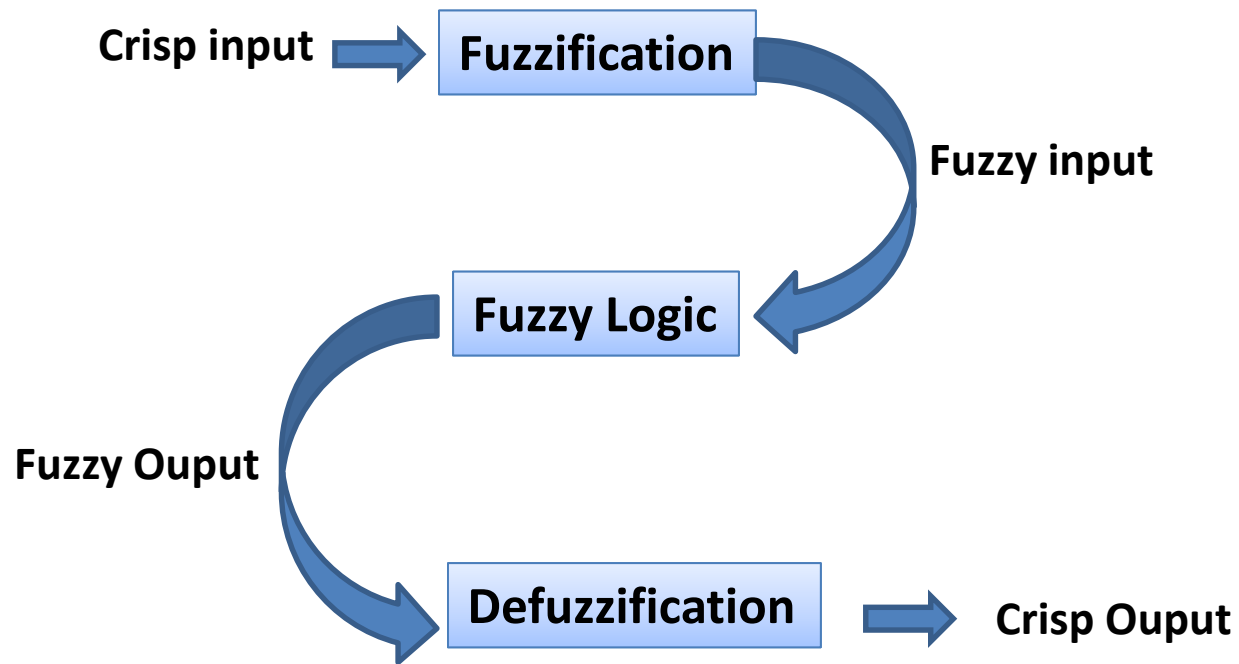 Crisp input
Fuzzification
Fuzzy input
Fuzzy Logic
Fuzzy Ouput
Defuzzification
Crisp Ouput